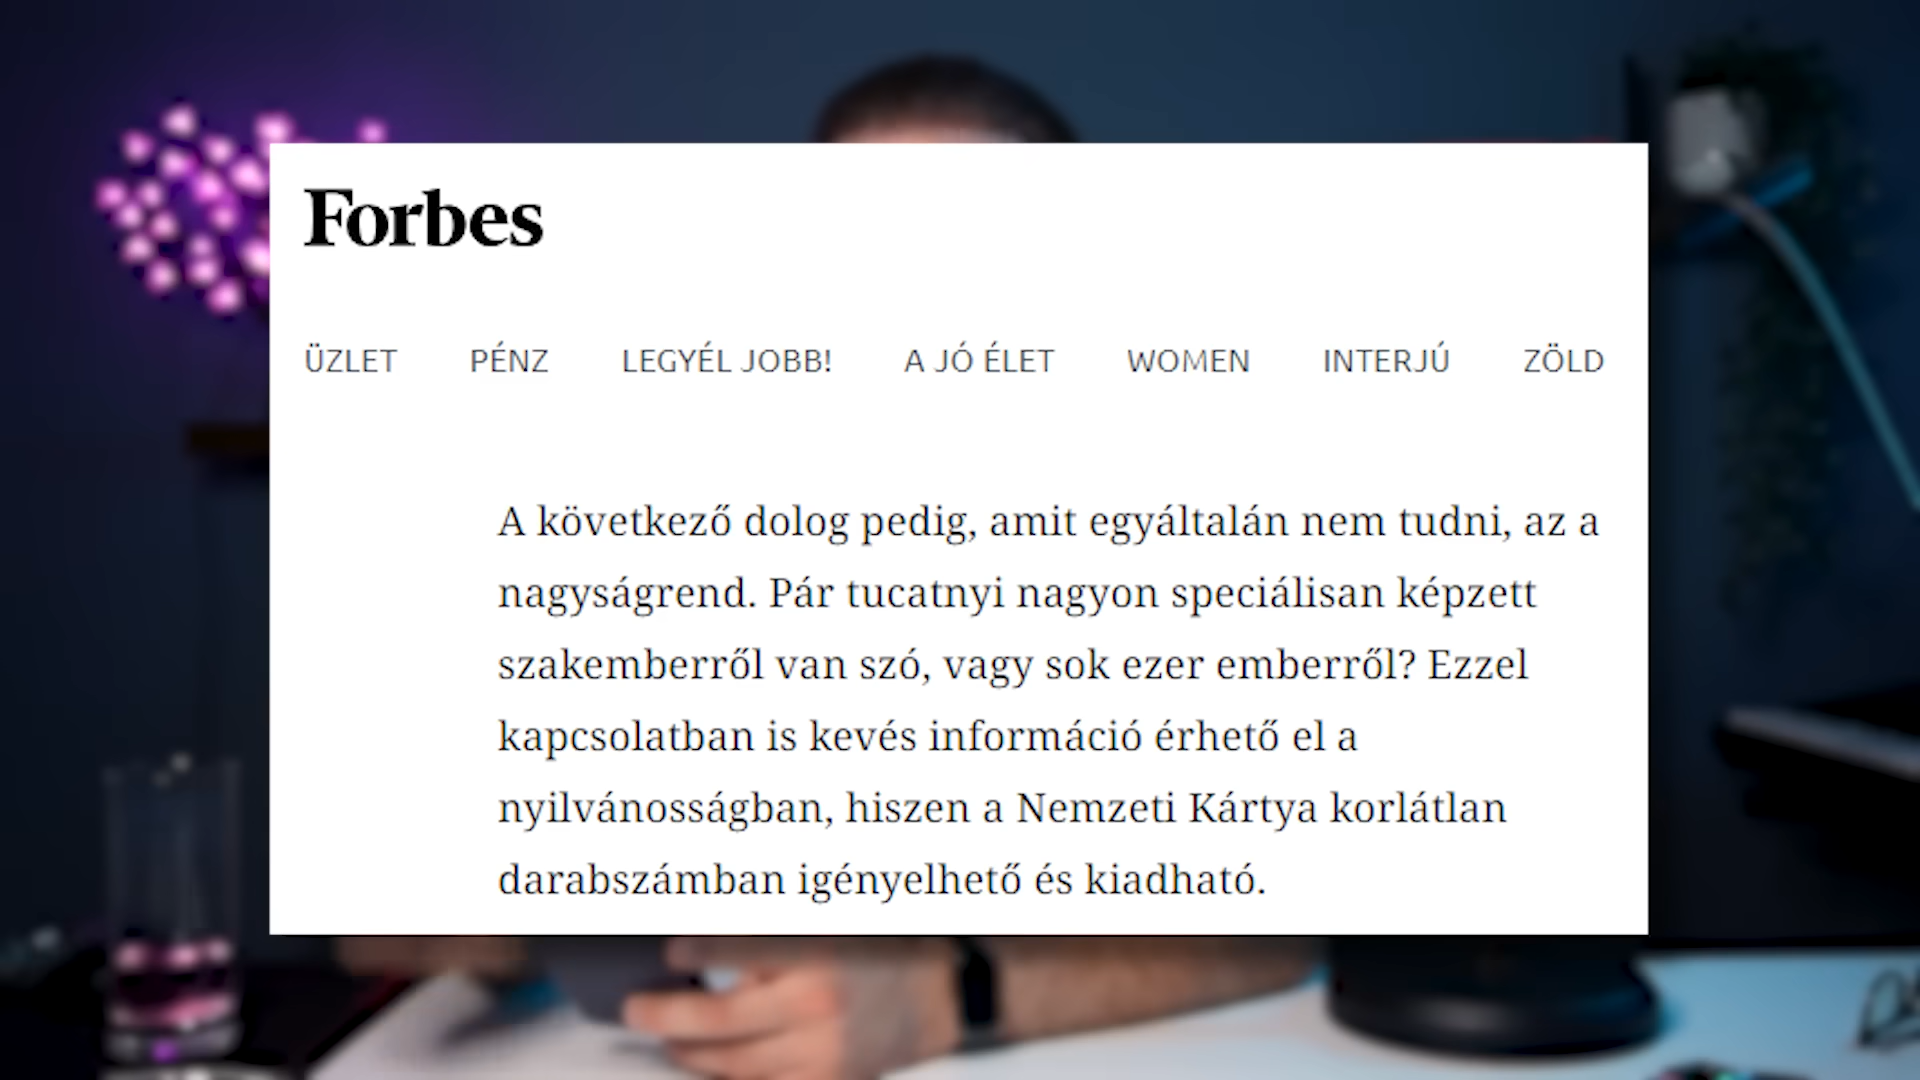 Forbes
ÜZLET PÉNZ LEGYÉL JOBB! A JÓ ÉLET WOMEN INTERJÚ ZÖLD
A következő dolog pedig, amit egyáltalán nem tudni, az a
nagyságrend. Pár tucatnyi nagyon speciálisan képzett
szakemberről van szó, vagy sok ezer emberről? Ezzel
kapcsolatban is kevés információ érhető el a
nyilvánosságban, hiszen a Nemzeti Kártya korlátlan
darabszámban igényelhető és kiadható.